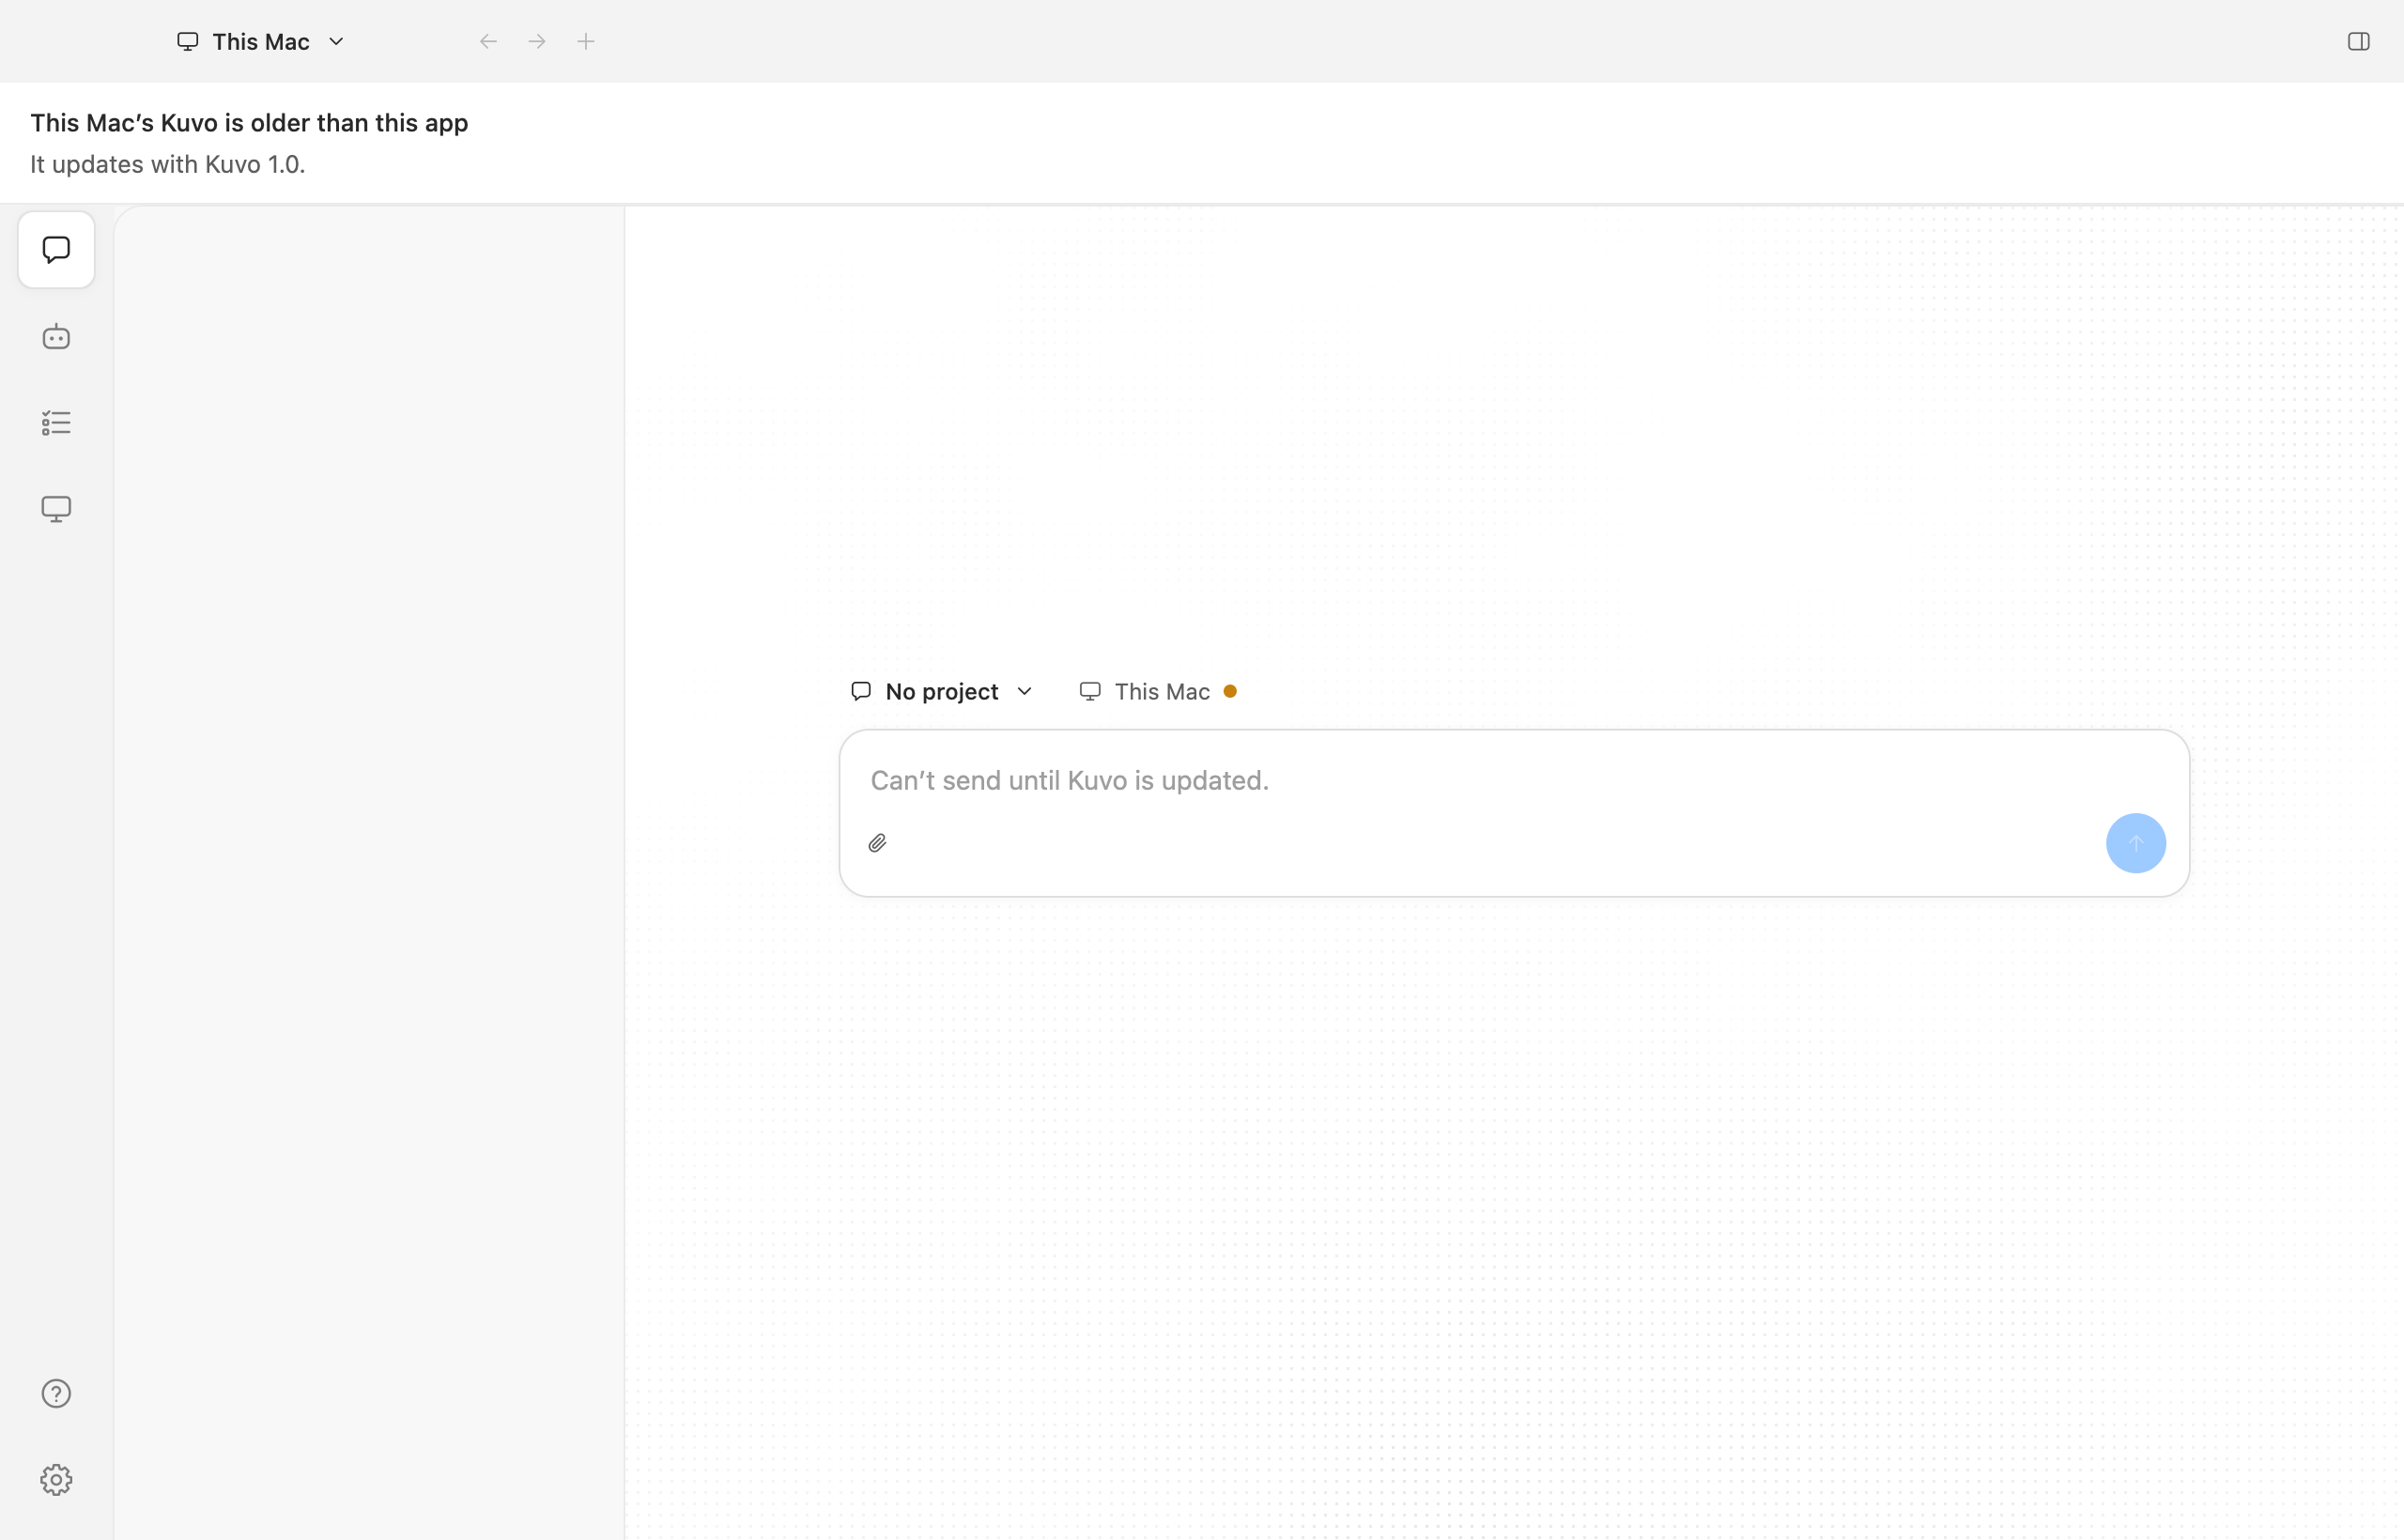 This Mac
This Mac’s Kuvo is older than this app
It updates with Kuvo 1.0.
No project
This Mac
Can’t send until Kuvo is updated.